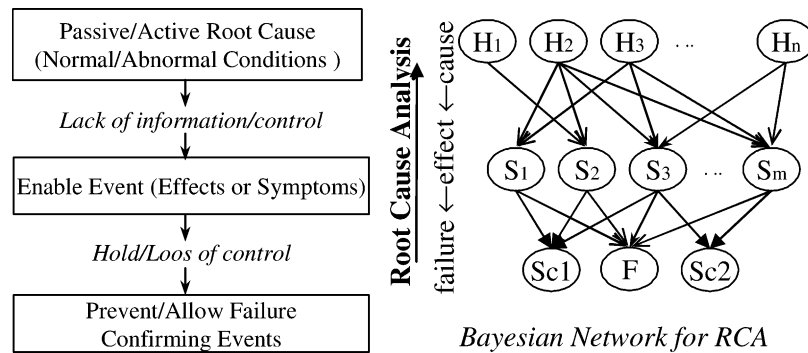 Passive/Active Root Cause
(Normal/Abnormal Conditions )
Lack of information/control
Enable Event (Effects or Symptoms)
Hold/Loos of control
Prevent/Allow Failure
Confirming Events
Root Cause Analysis
failure ←effect ←cause
H1 H2 H3 .. Hn
S1 S2 S3 .. Sm
Sc1 F Sc2
Bayesian Network for RCA